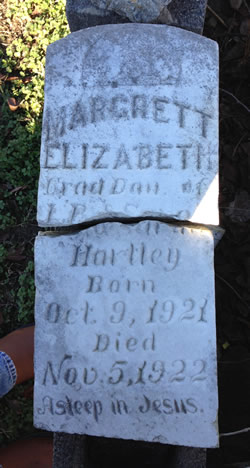 MARGRETT
ELIZABETH
Grad Dau. of
Hartley
Born
Oct. 9, 1921
Died
Nov. 5, 1922
Asleep in Jesus.